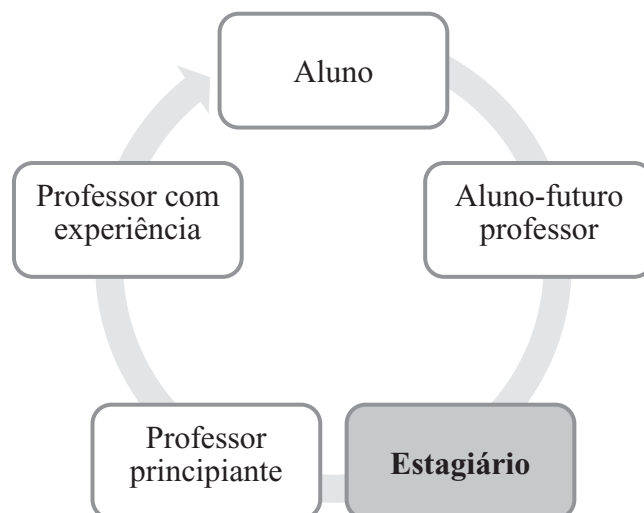 Aluno
Aluno-futuro
professor
Estagiário
Professor
principiante
Professor com
experiência